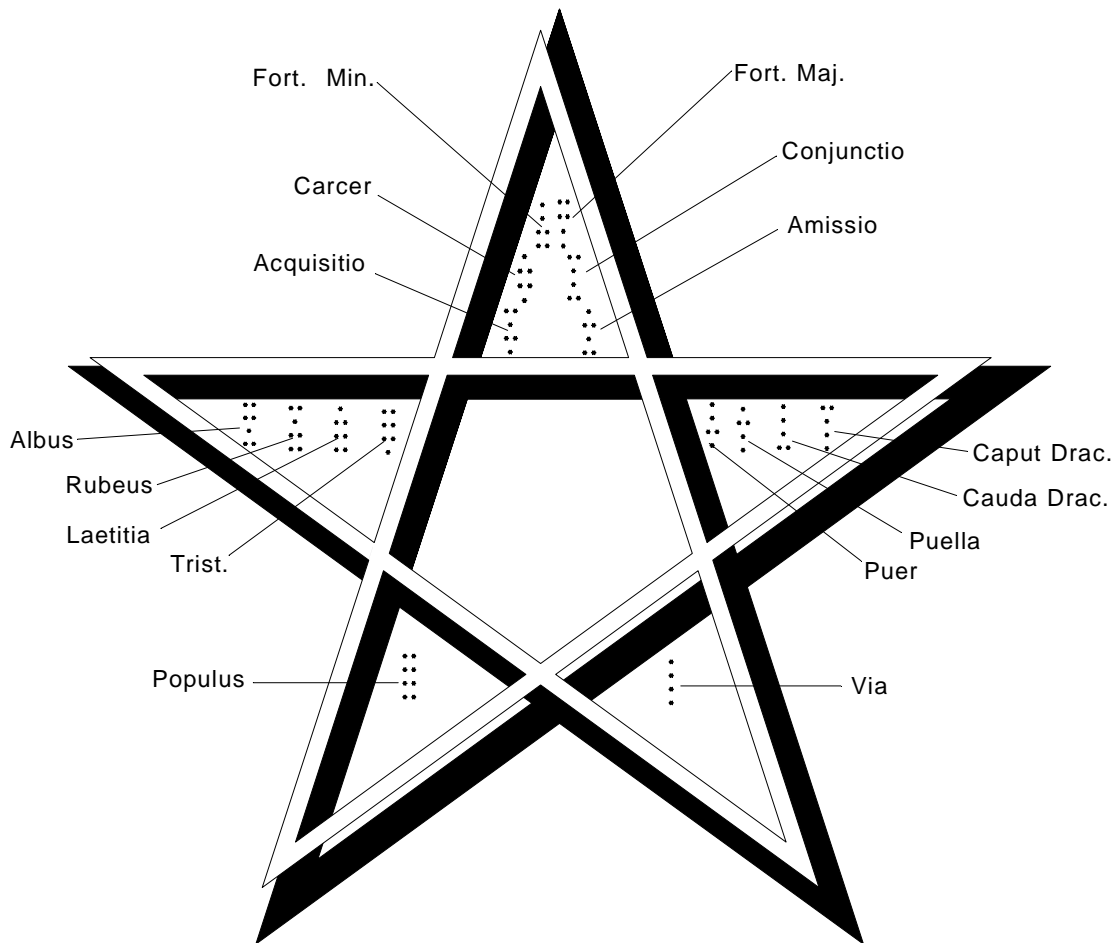 Fort. Min.
Fort. Maj.
Conjunctio
Carcer
Amissio
Acquisitio
Albus
Caput Drac.
Rubeus
Cauda Drac.
Laetitia
Puella
Trist.
Puer
Populus
Via